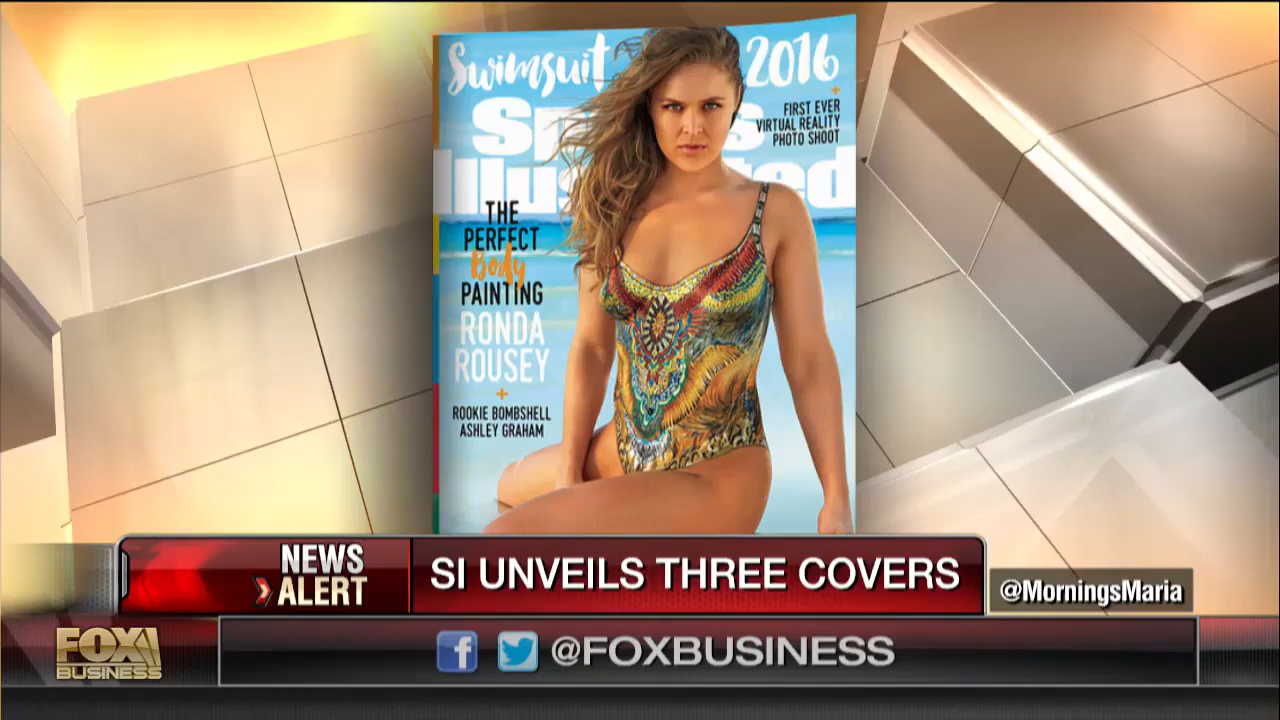 Swimsuit 2016
Sports
Illustrated
+
FIRST EVER
VIRTUAL REALITY
PHOTO SHOOT
THE
PERFECT
Body
PAINTING
RONDA
ROUSEY
+
ROOKIE BOMBSHELL
ASHLEY GRAHAM
NEWS
ALERT
SI UNVEILS THREE COVERS
@MorningsMaria
FOX
BUSINESS
f @FOXBUSINESS